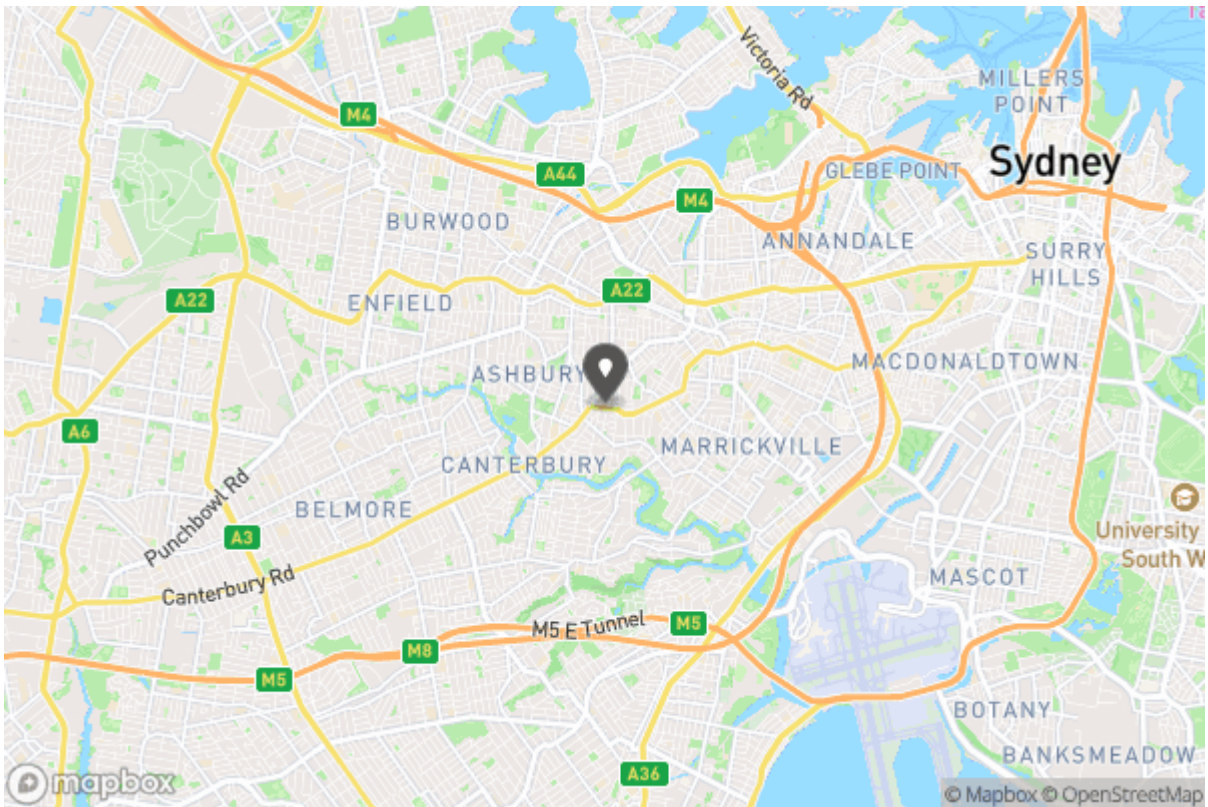 Victoria Rd
MILLERS
POINT
M4
A44
M4
GLEBE POINT
Sydney
BURWOOD
ANNANDALE
SURRY
HILLS
A22
ENFIELD
A22
ASHBURY
MACDONALDTOWN
A6
MARRICKVILLE
CANTERBURY
Punchbowl Rd
BELMORE
A3
University
South W
Canterbury Rd
MASCOT
M5 E Tunnel
M5
M8
M5
BOTANY
BANKSMEADOW
A36
mapbox
© Mapbox © OpenStreetMap